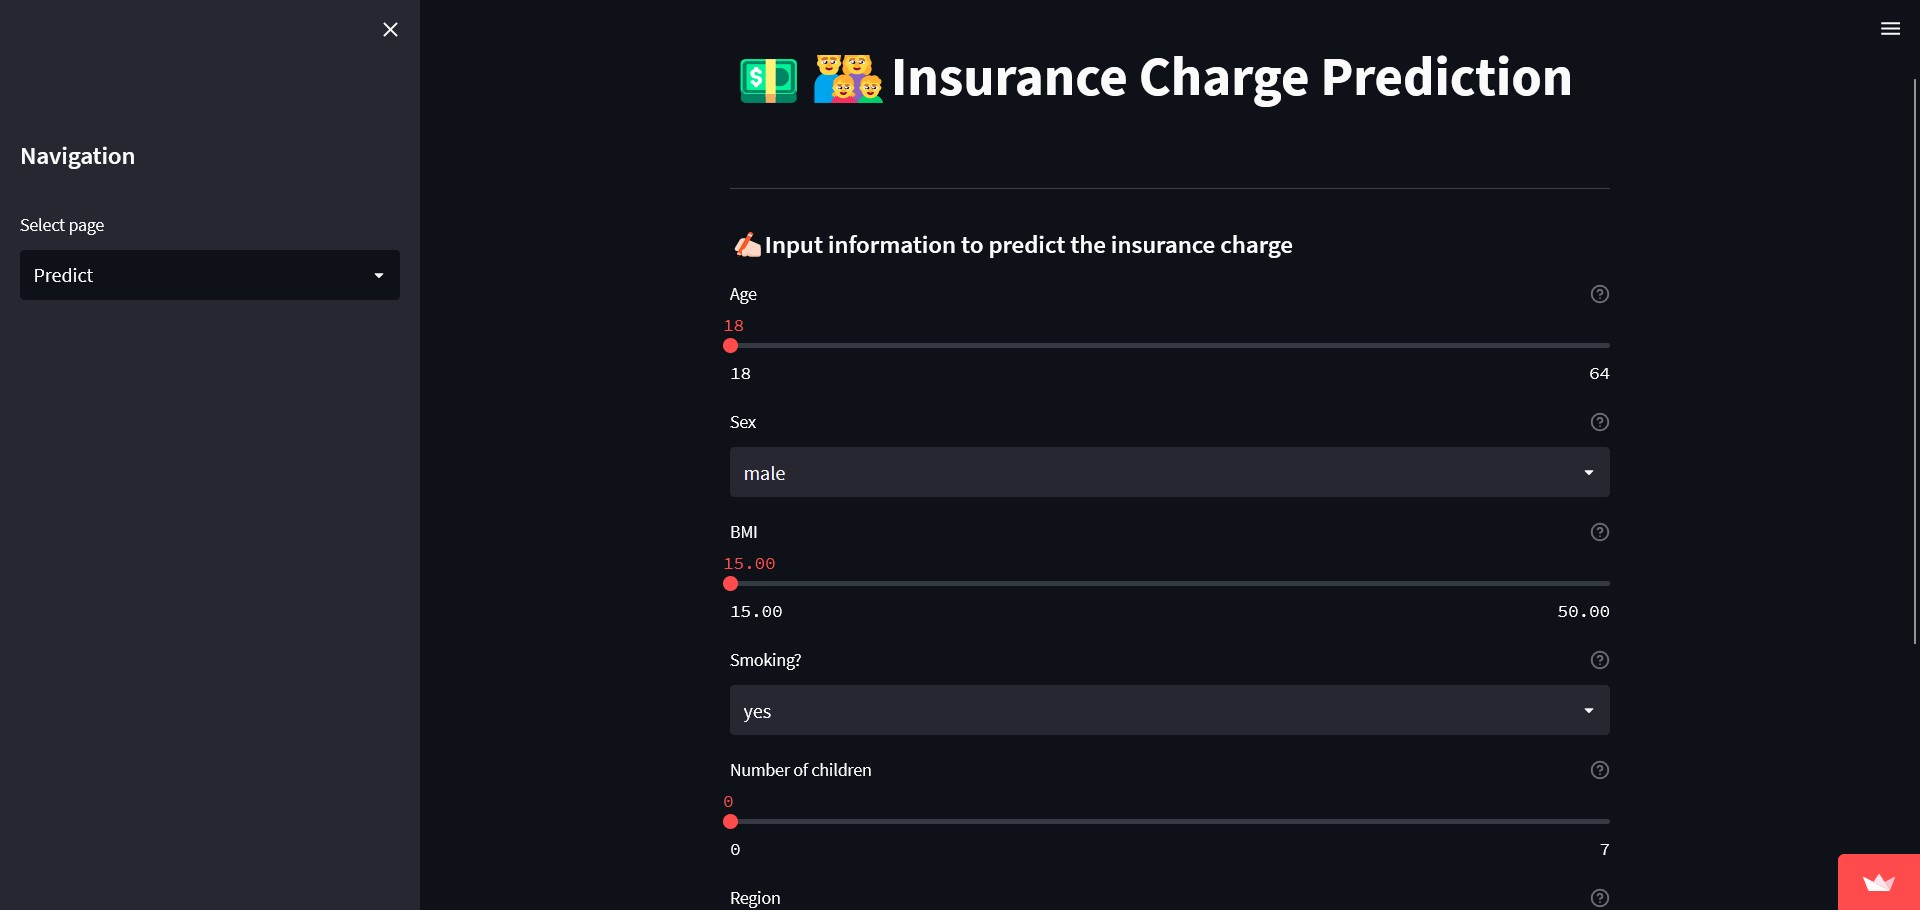 Insurance Charge Prediction
Navigation
Select page
Predict
Input information to predict the insurance charge
Age
18
18 64
Sex
male
BMI
15.00
15.00 50.00
Smoking?
yes
Number of children
0
0 7
Region